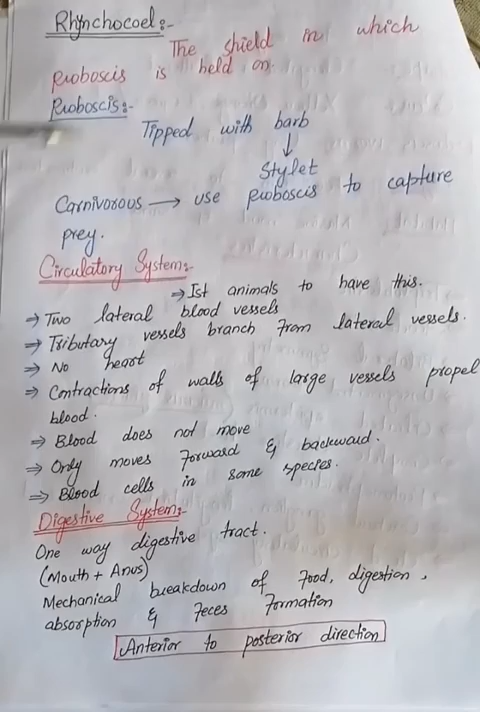 Rhynchocoel:-
The shield in which
proboscis is held on.
Proboscis:-
Tipped with barb
↓
Stylet
Carnivorous → use proboscis to capture
prey.
Circulatory System:-
⇒ Ist animals to have this.
⇒ Two lateral blood vessels
⇒ Tributary vessels branch from lateral vessels.
⇒ No heart
⇒ Contractions of walls of large vessels propel
blood.
⇒ Blood does not move
⇒ Only moves forward & backward.
⇒ Blood cells in some species.
Digestive System:-
One way digestive tract.
(Mouth + Anus)
Mechanical breakdown of food, digestion,
absorption & feces formation
Anterior to posterior direction